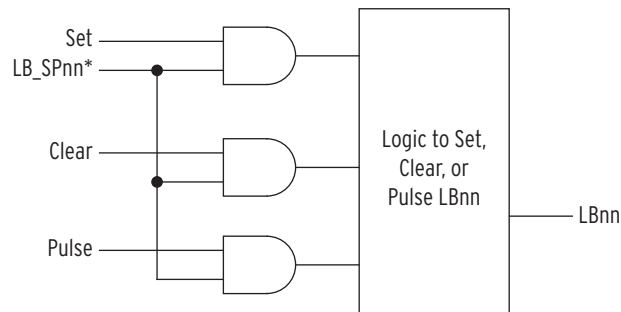 Set
LB_SPnn*
Clear
Logic to Set,
Clear, or
Pulse LBnn
LBnn
Pulse